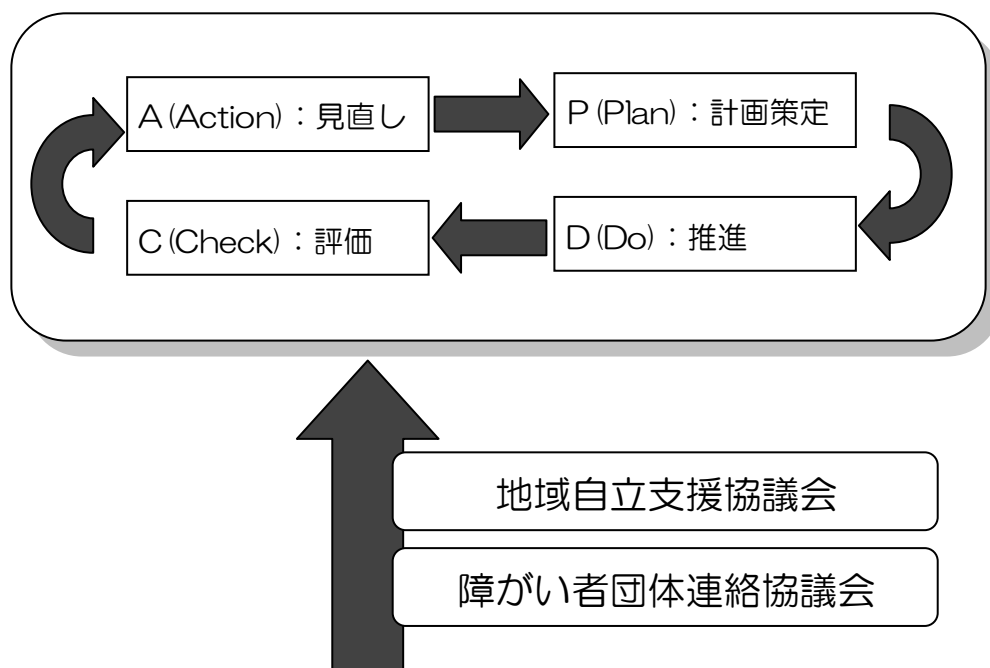 A(Action):見直し
P(Plan):計画策定
C(Check):評価
D(Do):推進
地域自立支援協議会
障がい者団体連絡協議会